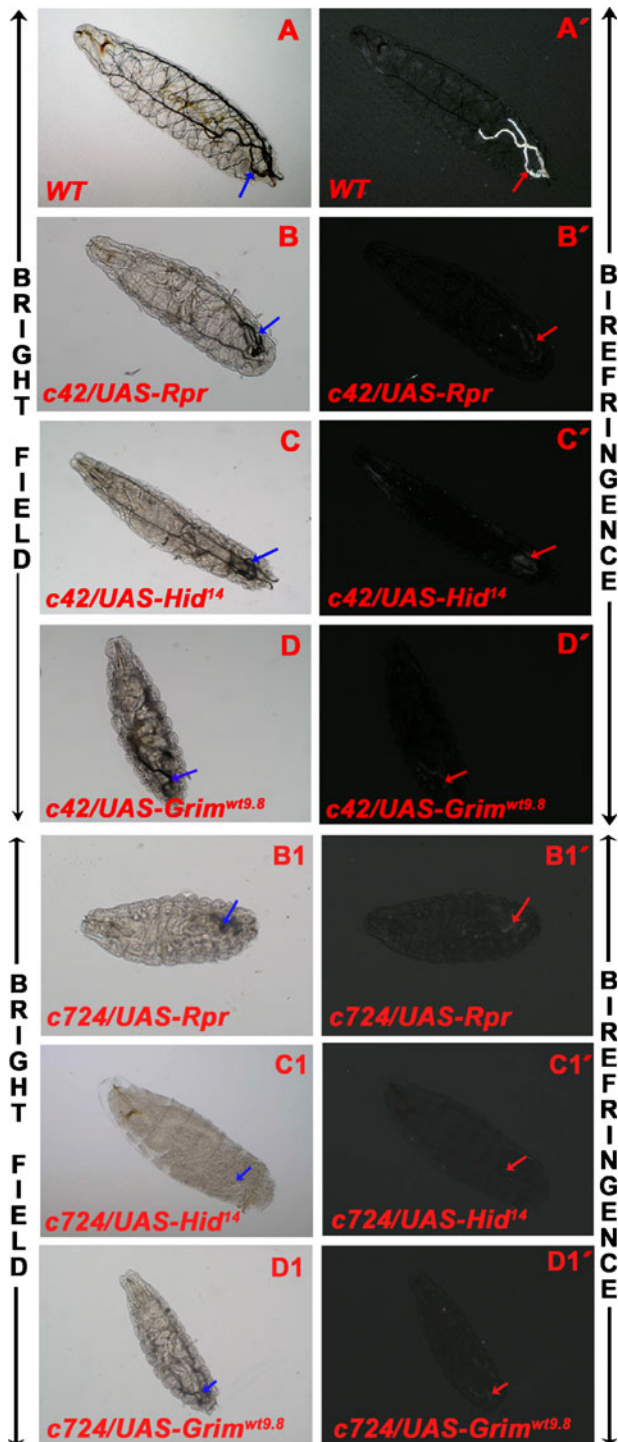 A
WT
A´
B
c42/UAS-Rpr
B´
C
c42/UAS-Hid14
C´
D
c42/UAS-Grimwt9.8
D´
c42/UAS-Rpr
c42/UAS-Hid14
c42/UAS-Grimwt9.8
BRIGHT FIELD
BIREFRINGENCE
B1
c724/UAS-Rpr
B1´
c724/UAS-Rpr
C1
c724/UAS-Hid14
C1´
c724/UAS-Hid14
D1
c724/UAS-Grimwt9.8
D1´
c724/UAS-Grimwt9.8
BRIGHT FIELD
BIREFRINGENCE